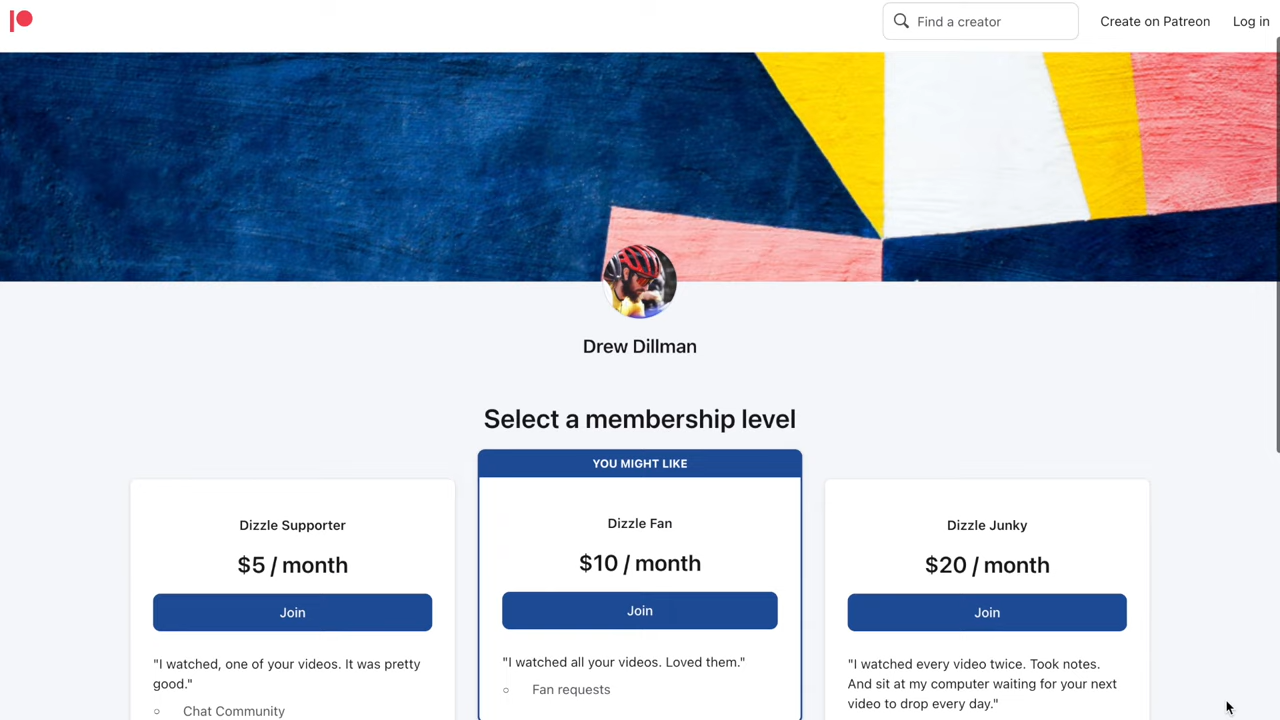 Find a creator
Create on Patreon
Log in
Drew Dillman
Select a membership level
YOU MIGHT LIKE
Dizzle Supporter
$5 / month
Join
"I watched, one of your videos. It was pretty
good."
Chat Community
Dizzle Fan
$10 / month
Join
"I watched all your videos. Loved them."
Fan requests
Dizzle Junky
$20 / month
Join
"I watched every video twice. Took notes.
And sit at my computer waiting for your next
video to drop every day."